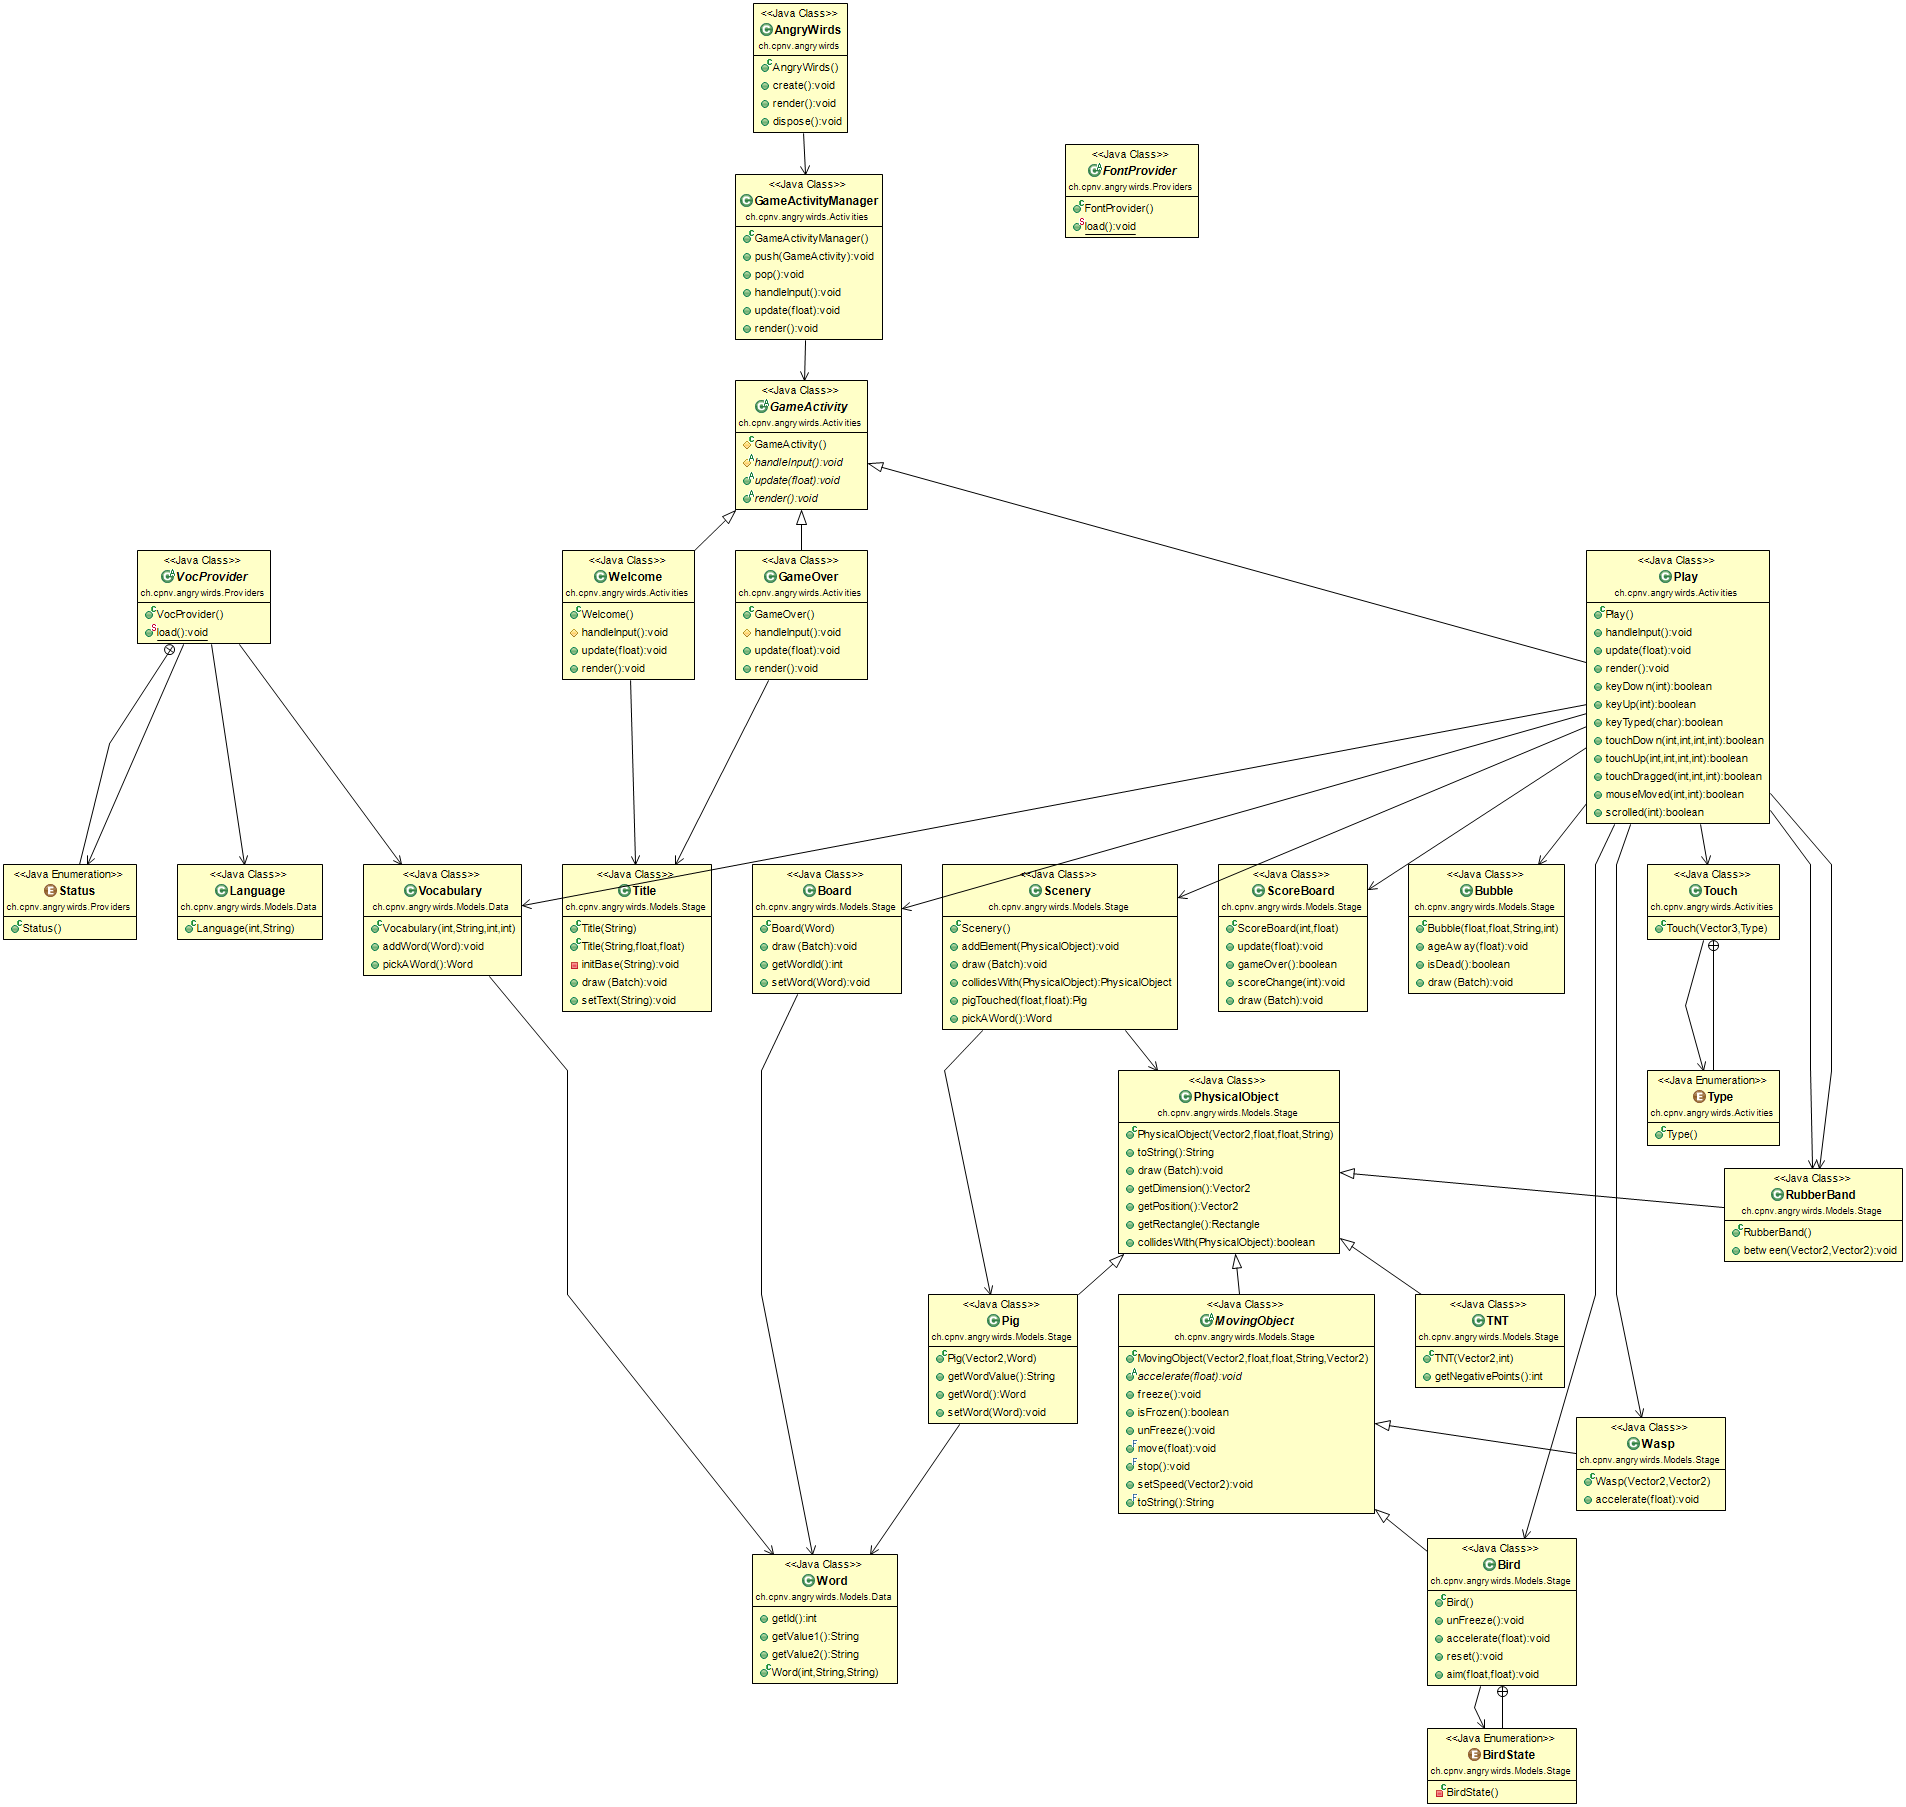 <<Java Class>>
AngryWirds
ch.cpnv.angrywirds
AngryWirds()
create():void
render():void
dispose():void
<<Java Class>>
FontProvider
ch.cpnv.angrywirds.Providers
FontProvider()
load():void
<<Java Class>>
GameActivityManager
ch.cpnv.angrywirds.Activities
GameActivityManager()
push(GameActivity):void
pop():void
handleInput():void
update(float):void
render():void
<<Java Class>>
GameActivity
ch.cpnv.angrywirds.Activities
GameActivity()
handleInput():void
update(float):void
render():void
<<Java Class>>
VocProvider
ch.cpnv.angrywirds.Providers
VocProvider()
load():void
<<Java Class>>
Welcome
ch.cpnv.angrywirds.Activities
Welcome()
handleInput():void
update(float):void
render():void
<<Java Class>>
GameOver
ch.cpnv.angrywirds.Activities
GameOver()
handleInput():void
update(float):void
render():void
<<Java Class>>
Play
ch.cpnv.angrywirds.Activities
Play()
handleInput():void
update(float):void
render():void
keyDown(int):boolean
keyUp(int):boolean
keyTyped(char):boolean
touchDown(int,int,int,int):boolean
touchUp(int,int,int,int):boolean
touchDragged(int,int,int):boolean
mouseMoved(int,int):boolean
scrolled(int):boolean
<<Java Enumeration>>
Status
ch.cpnv.angrywirds.Providers
Status()
<<Java Class>>
Language
ch.cpnv.angrywirds.Models.Data
Language(int,String)
<<Java Class>>
Vocabulary
ch.cpnv.angrywirds.Models.Data
Vocabulary(int,String,int,int)
addWord(Word):void
pickAWord():Word
<<Java Class>>
Title
ch.cpnv.angrywirds.Models.Stage
Title(String)
Title(String,float,float)
initBase(String):void
draw(Batch):void
setText(String):void
<<Java Class>>
Board
ch.cpnv.angrywirds.Models.Stage
Board(Word)
draw(Batch):void
getWordId():int
setWord(Word):void
<<Java Class>>
Scenery
ch.cpnv.angrywirds.Models.Stage
Scenery()
addElement(PhysicalObject):void
draw(Batch):void
collidesWith(PhysicalObject):PhysicalObject
pigTouched(float,float):Pig
pickAWord():Word
<<Java Class>>
ScoreBoard
ch.cpnv.angrywirds.Models.Stage
ScoreBoard(int,float)
update(float):void
gameOver():boolean
scoreChange(int):void
draw(Batch):void
<<Java Class>>
Bubble
ch.cpnv.angrywirds.Models.Stage
Bubble(float,float,String,int)
ageAway(float):void
isDead():boolean
draw(Batch):void
<<Java Class>>
Touch
ch.cpnv.angrywirds.Activities
Touch(Vector3,Type)
<<Java Enumeration>>
Type
ch.cpnv.angrywirds.Activities
Type()
<<Java Class>>
PhysicalObject
ch.cpnv.angrywirds.Models.Stage
PhysicalObject(Vector2,float,float,String)
toString():String
draw(Batch):void
getDimension():Vector2
getPosition():Vector2
getRectangle():Rectangle
collidesWith(PhysicalObject):boolean
<<Java Class>>
RubberBand
ch.cpnv.angrywirds.Models.Stage
RubberBand()
between(Vector2,Vector2):void
<<Java Class>>
Pig
ch.cpnv.angrywirds.Models.Stage
Pig(Vector2,Word)
getWordValue():String
getWord():Word
setWord(Word):void
<<Java Class>>
MovingObject
ch.cpnv.angrywirds.Models.Stage
MovingObject(Vector2,float,float,String,Vector2)
accelerate(float):void
freeze():void
isFrozen():boolean
unFreeze():void
move(float):void
stop():void
setSpeed(Vector2):void
toString():String
<<Java Class>>
TNT
ch.cpnv.angrywirds.Models.Stage
TNT(Vector2,int)
getNegativePoints():int
<<Java Class>>
Wasp
ch.cpnv.angrywirds.Models.Stage
Wasp(Vector2,Vector2)
accelerate(float):void
<<Java Class>>
Word
ch.cpnv.angrywirds.Models.Data
getId():int
getValue1():String
getValue2():String
Word(int,String,String)
<<Java Class>>
Bird
ch.cpnv.angrywirds.Models.Stage
Bird()
unFreeze():void
accelerate(float):void
reset():void
aim(float,float):void
<<Java Enumeration>>
BirdState
ch.cpnv.angrywirds.Models.Stage
BirdState()